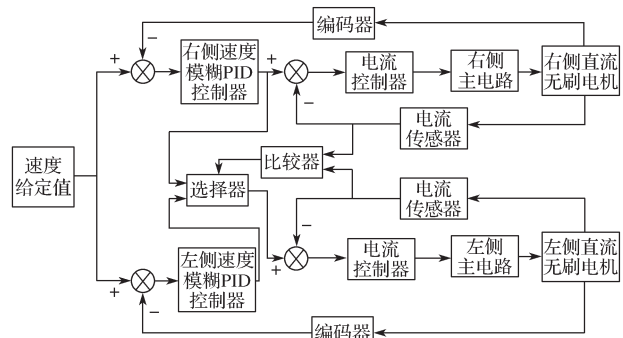 编码器
右侧速度
模糊PID
控制器
电流
控制器
右侧
主电路
右侧直流
无刷电机
电流
传感器
比较器
速度
给定值
选择器
电流
传感器
左侧速度
模糊PID
控制器
电流
控制器
左侧
主电路
左侧直流
无刷电机
编码器